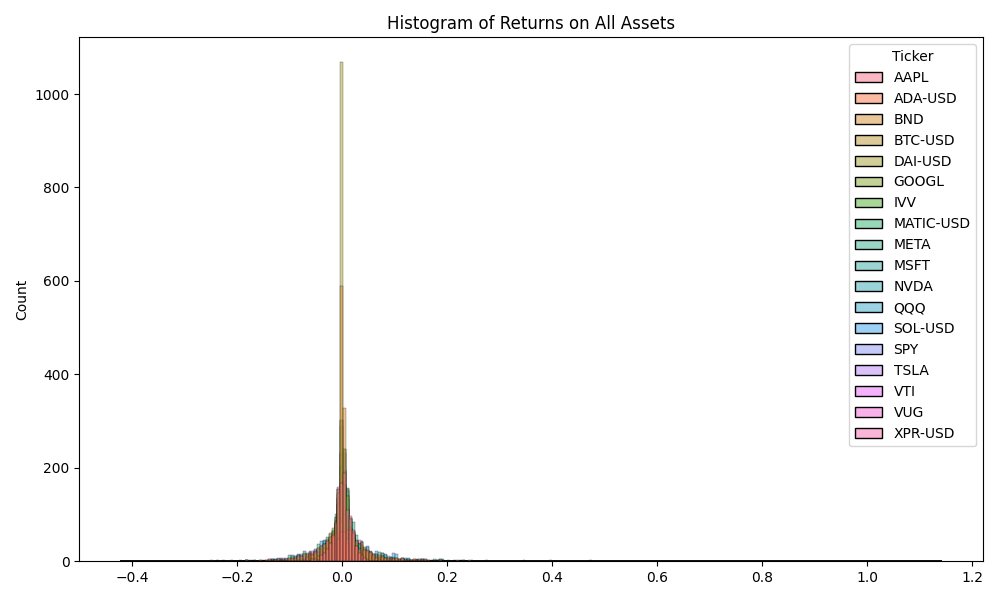 Histogram of Returns on All Assets
Count
1000
800
600
400
200
0
−0.4
−0.2
0.0
0.2
0.4
0.6
0.8
1.0
1.2
Ticker
AAPL
ADA-USD
BND
BTC-USD
DAI-USD
GOOGL
IVV
MATIC-USD
META
MSFT
NVDA
QQQ
SOL-USD
SPY
TSLA
VTI
VUG
XPR-USD